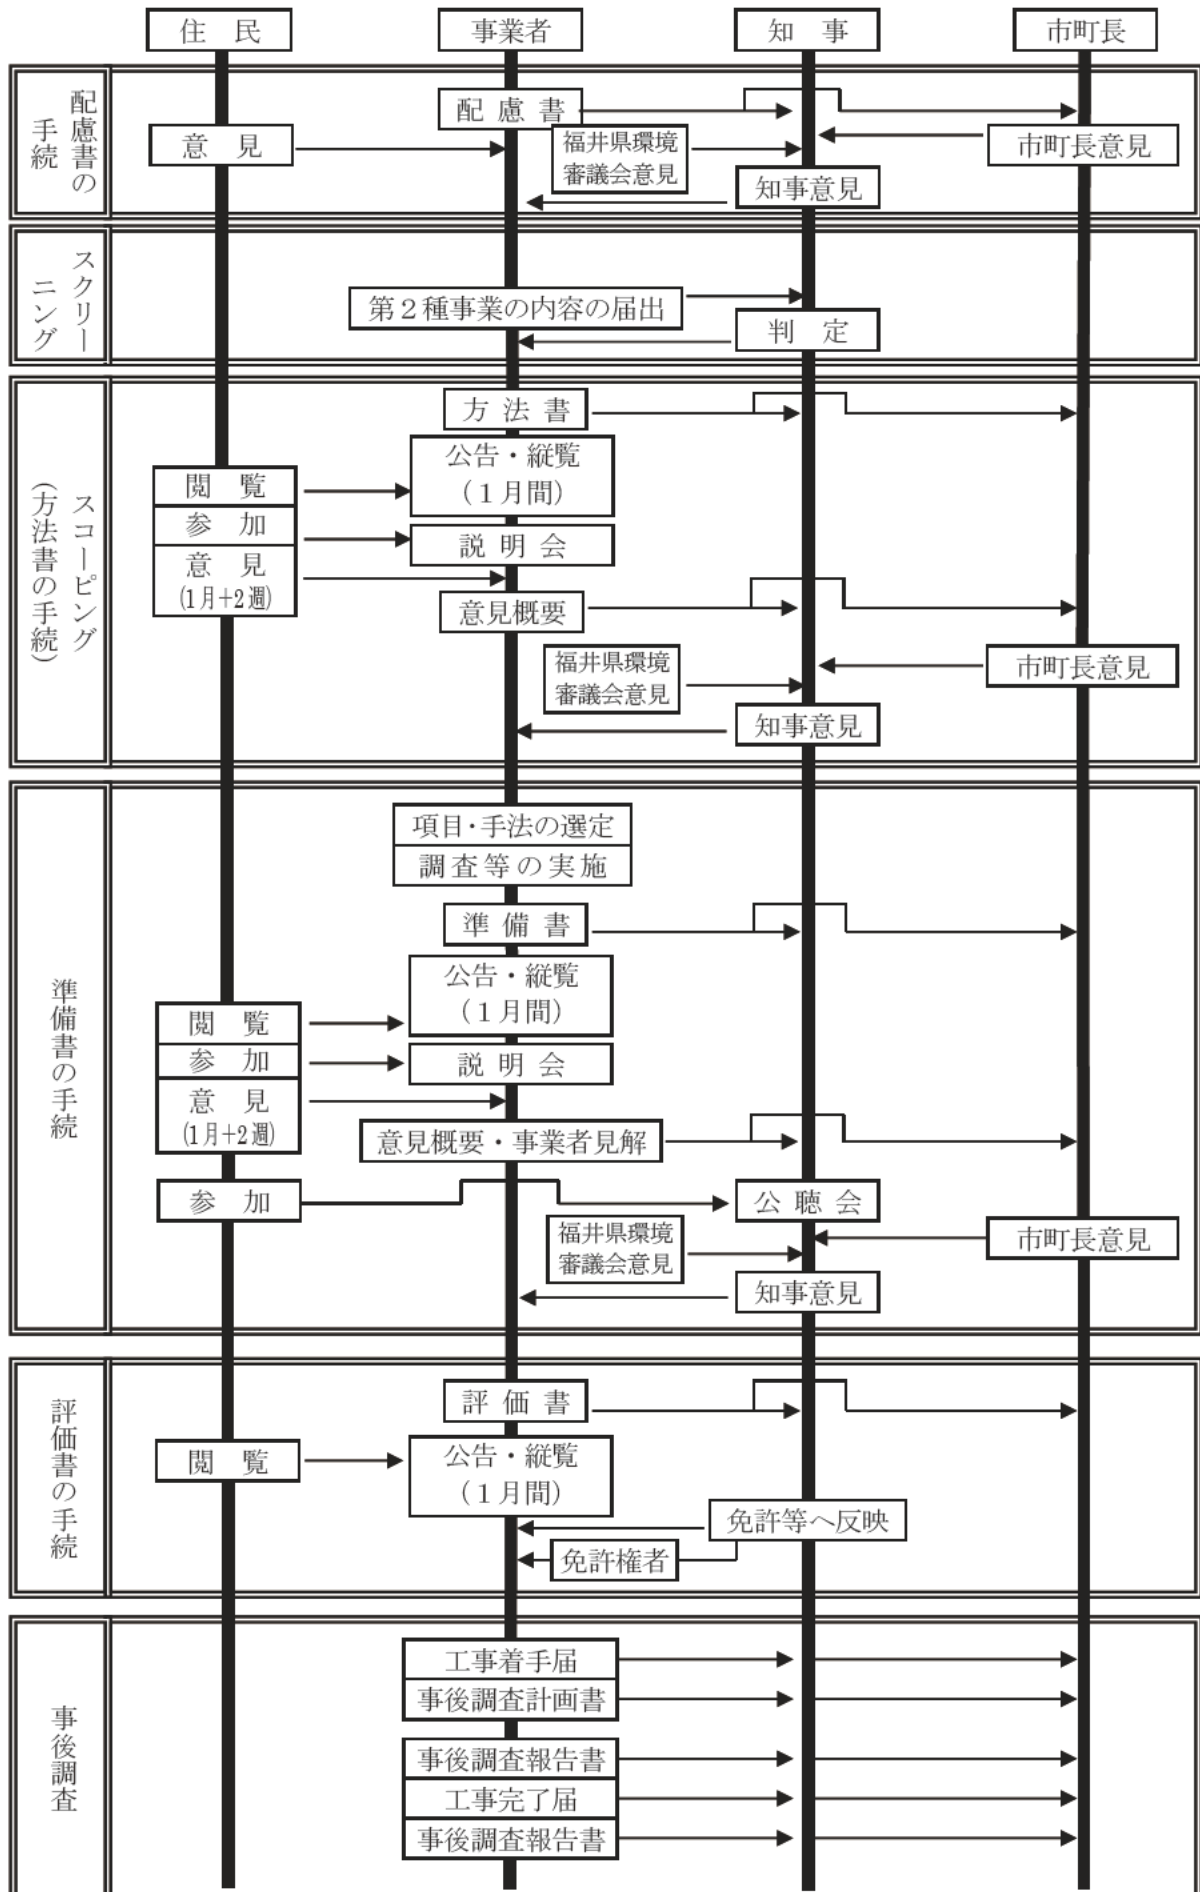 住民
事業者
知事
市町長
配慮書の
手続
配慮書
意見
福井県環境
審議会意見
市町長意見
知事意見
スクリー
ニング
第2種事業の内容の届出
判定
スコーピング
(方法書の手続)
方法書
公告・縦覧
(1月間)
閲覧
参加
説明会
意見
(1月+2週)
意見概要
福井県環境
審議会意見
市町長意見
知事意見
準備書の手続
項目・手法の選定
調査等の実施
準備書
公告・縦覧
(1月間)
閲覧
参加
説明会
意見
(1月+2週)
意見概要・事業者見解
参加
公聴会
福井県環境
審議会意見
市町長意見
知事意見
評価書の手続
評価書
閲覧
公告・縦覧
(1月間)
免許等へ反映
免許権者
事後調査
工事着手届
事後調査計画書
事後調査報告書
工事完了届
事後調査報告書